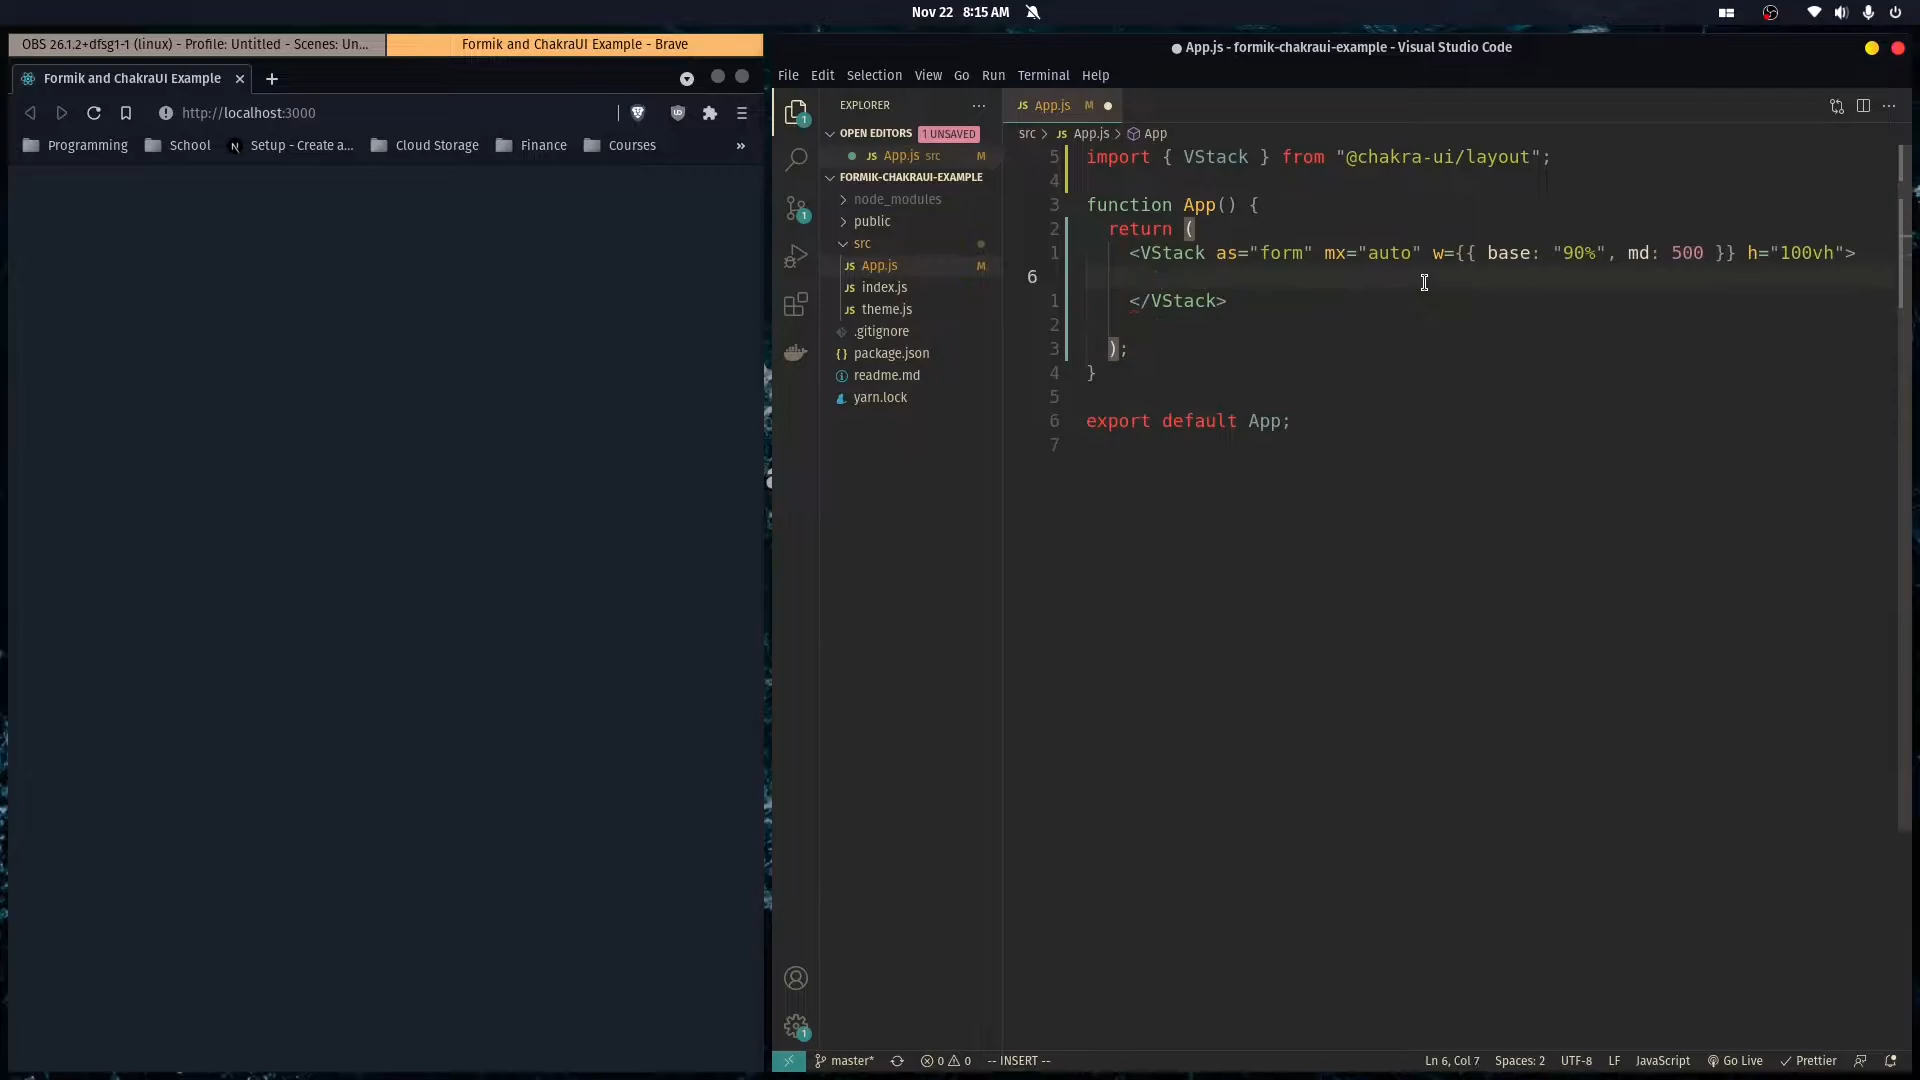 Nov 22 8:15 AM
OBS 26.1.2+dfsg1-1 (linux) - Profile: Untitled - Scenes: Un...
Formik and ChakraUI Example - Brave
App.js - formik-chakraui-example - Visual Studio Code
Formik and ChakraUI Example
File Edit Selection View Go Run Terminal Help
http://localhost:3000
Programming School Setup - Create a... Cloud Storage Finance Courses »
EXPLORER
OPEN EDITORS 1 UNSAVED
JS App.js src M
FORMIK-CHAKRAUI-EXAMPLE
node_modules
public
src
JS App.js M
JS index.js
JS theme.js
.gitignore
{} package.json
readme.md
yarn.lock
1
1
1
JS App.js M
src > JS App.js > App
5 import { VStack } from "@chakra-ui/layout";
4
3 function App() {
2 return (
1 <VStack as="form" mx="auto" w={{ base: "90%", md: 500 }} h="100vh">
6
1 </VStack>
2
3 );
4 }
5
6 export default App;
7
master* 0 0 -- INSERT -- Ln 6, Col 7 Spaces: 2 UTF-8 LF JavaScript Go Live Prettier